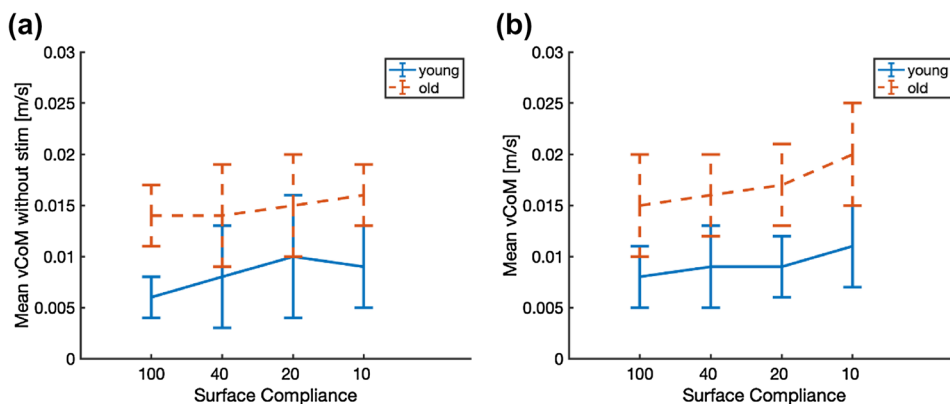 (a)
Mean vCoM without stim [m/s]
0.03
0.025
0.02
0.015
0.01
0.005
0
100
40
20
10
Surface Compliance
young
old
(b)
Mean vCoM [m/s]
0.03
0.025
0.02
0.015
0.01
0.005
0
100
40
20
10
Surface Compliance
young
old